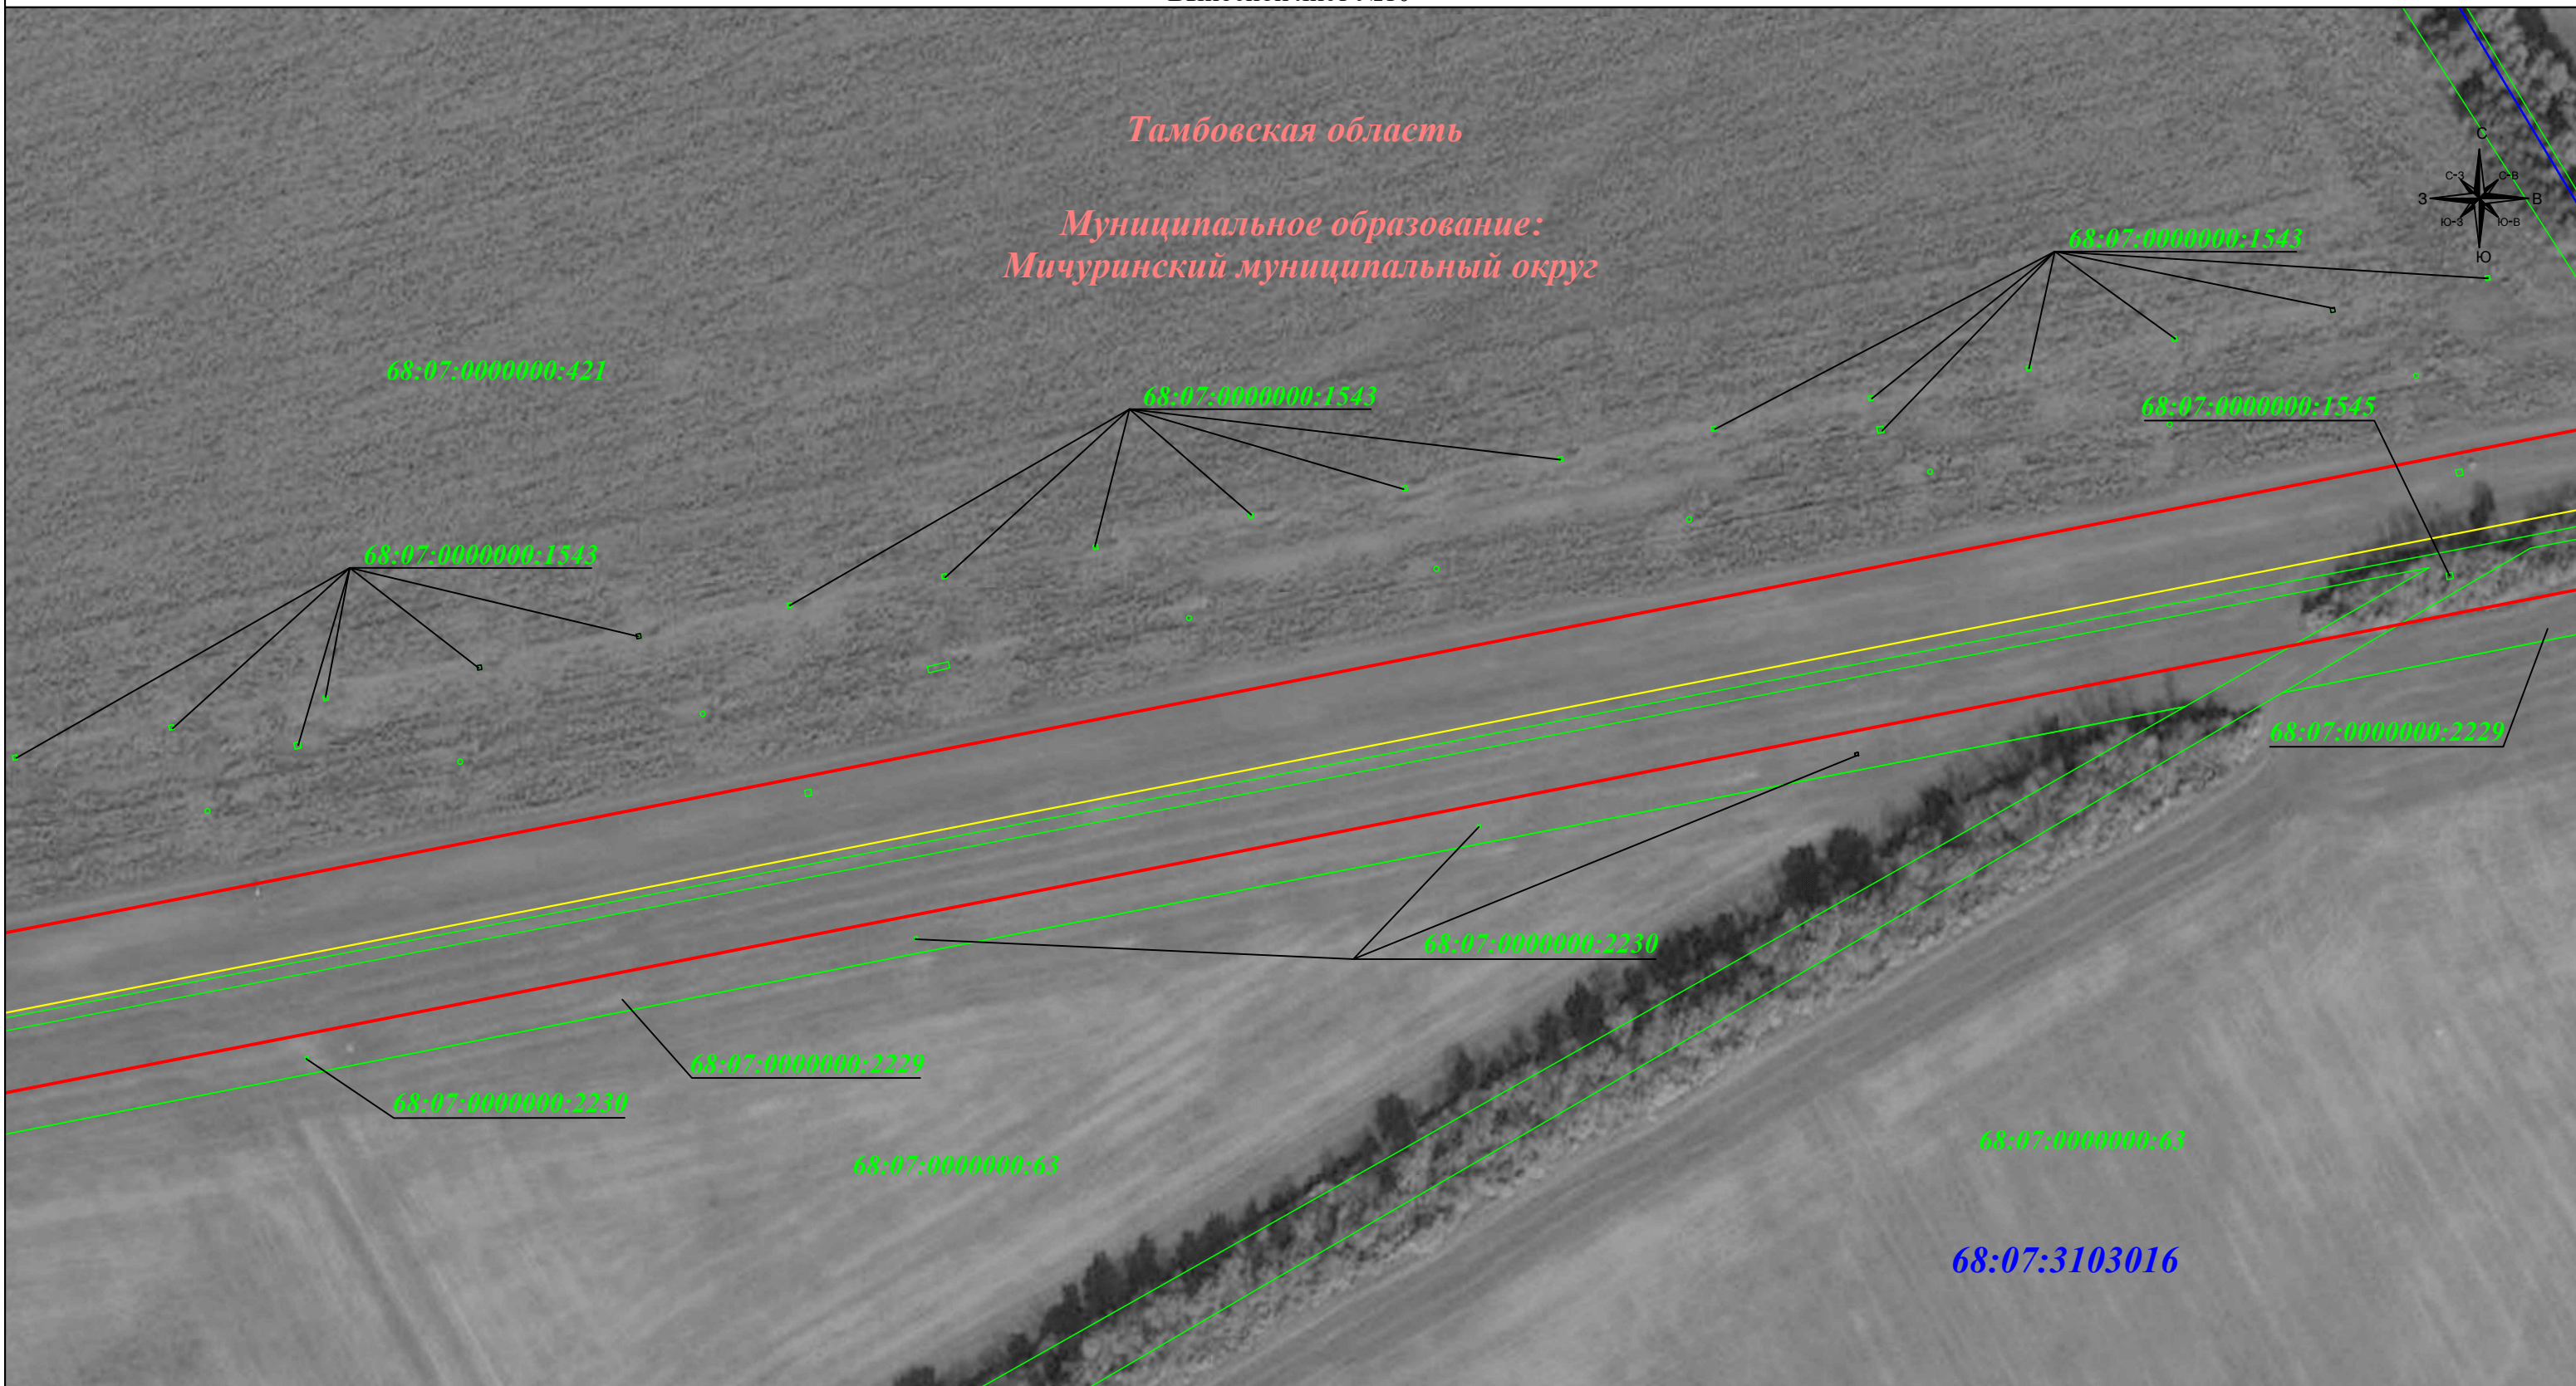 Тамбовская область
С
С-З
С-В
З
В
Ю-З
Ю-В
Ю
Муниципальное образование:
Мичуринский муниципальный округ
68:07:0000000:1543
68:07:0000000:421
68:07:0000000:1543
68:07:0000000:1545
68:07:0000000:1543
68:07:0000000:2229
68:07:0000000:2230
68:07:0000000:2229
68:07:0000000:2230
68:07:0000000:63
68:07:0000000:63
68:07:3103016